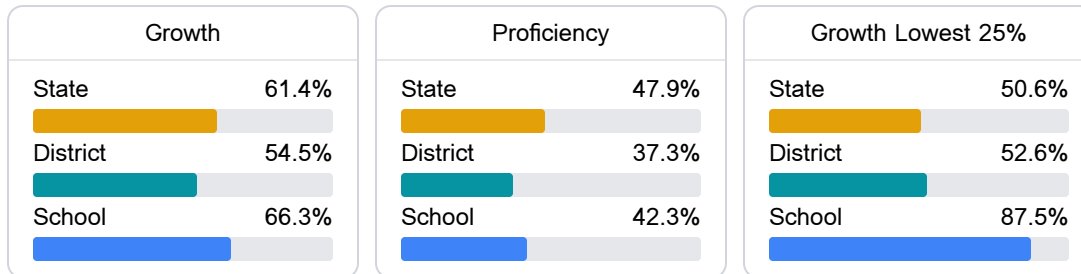 Growth
State 61.4%
District 54.5%
School 66.3%
Proficiency
State 47.9%
District 37.3%
School 42.3%
Growth Lowest 25%
State 50.6%
District 52.6%
School 87.5%